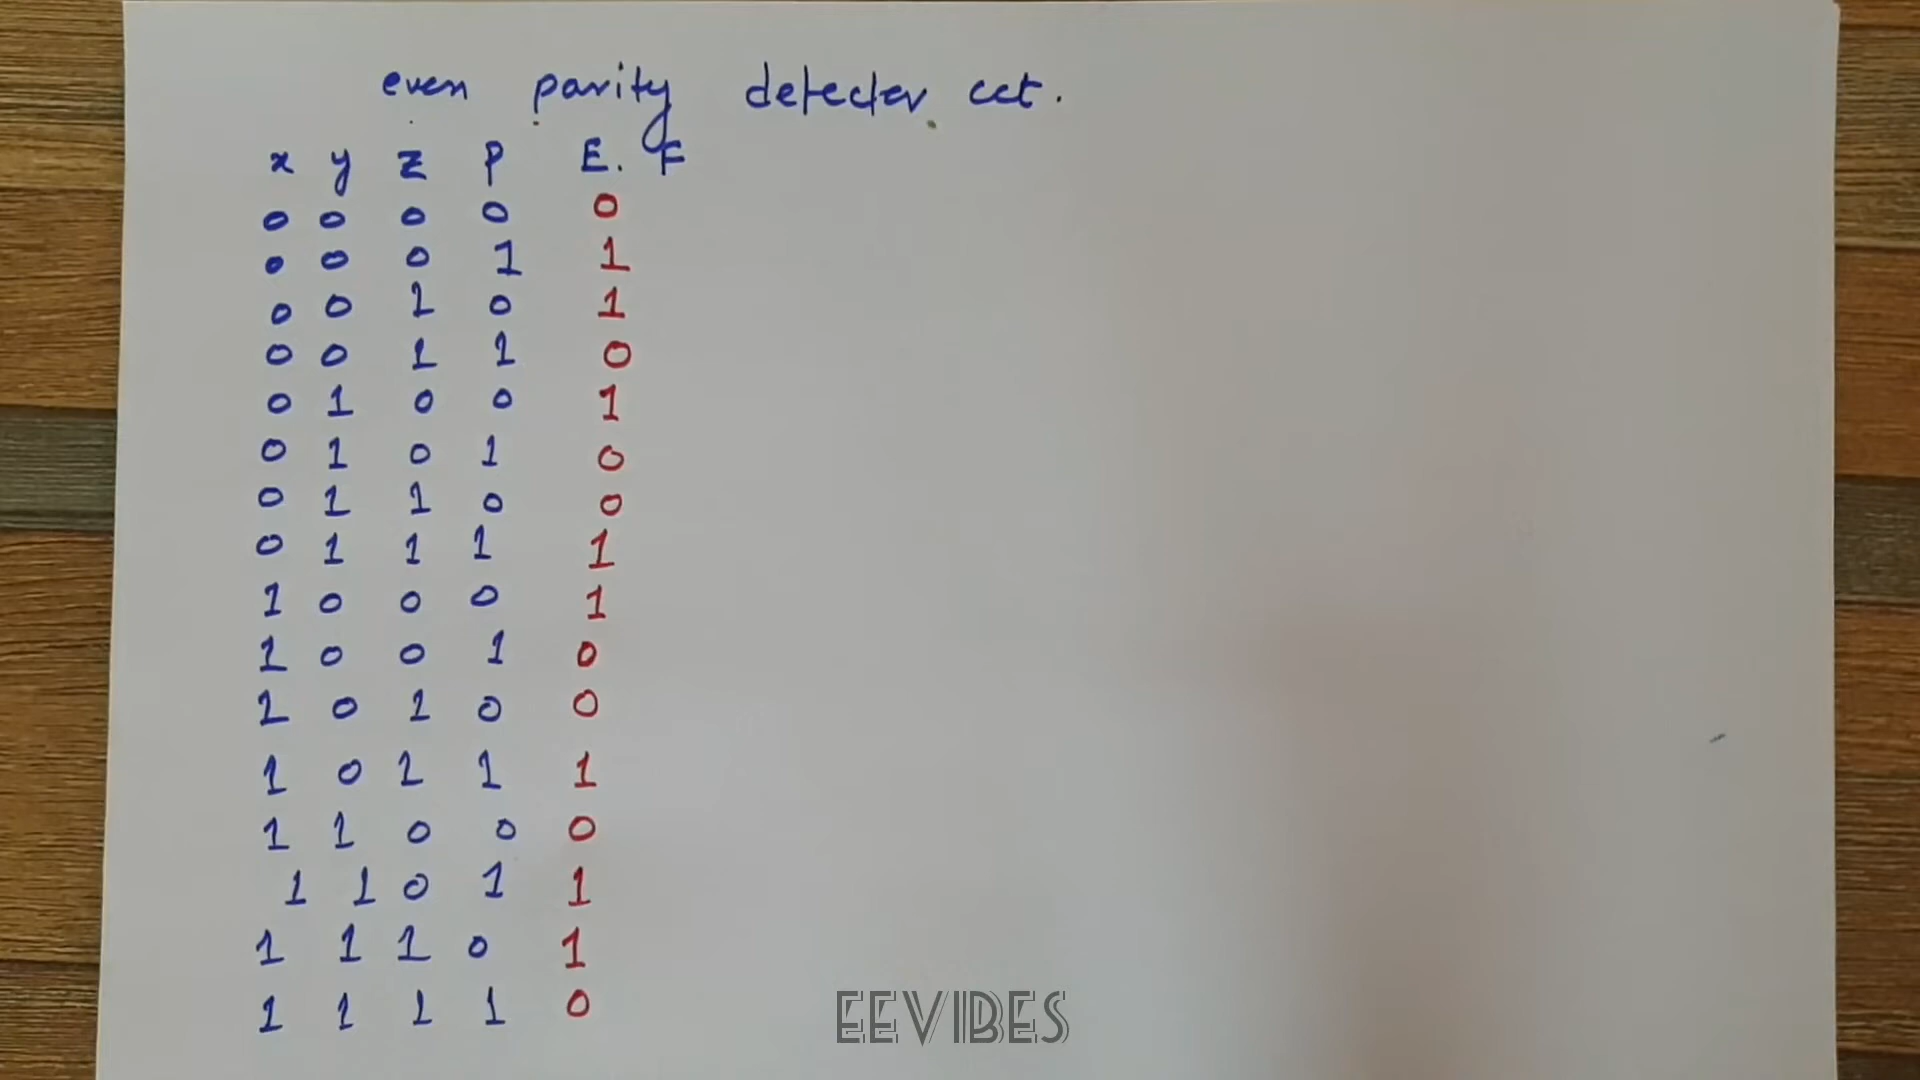 even parity detecter cct.
x y z P E. F
0 0 0 0 0
0 0 0 1 1
0 0 1 0 1
0 0 1 1 0
0 1 0 0 1
0 1 0 1 0
0 1 1 0 0
0 1 1 1 1
1 0 0 0 1
1 0 0 1 0
1 0 1 0 0
1 0 1 1 1
1 1 0 0 0
1 1 0 1 1
1 1 1 0 1
1 1 1 1 0
EEVIBES